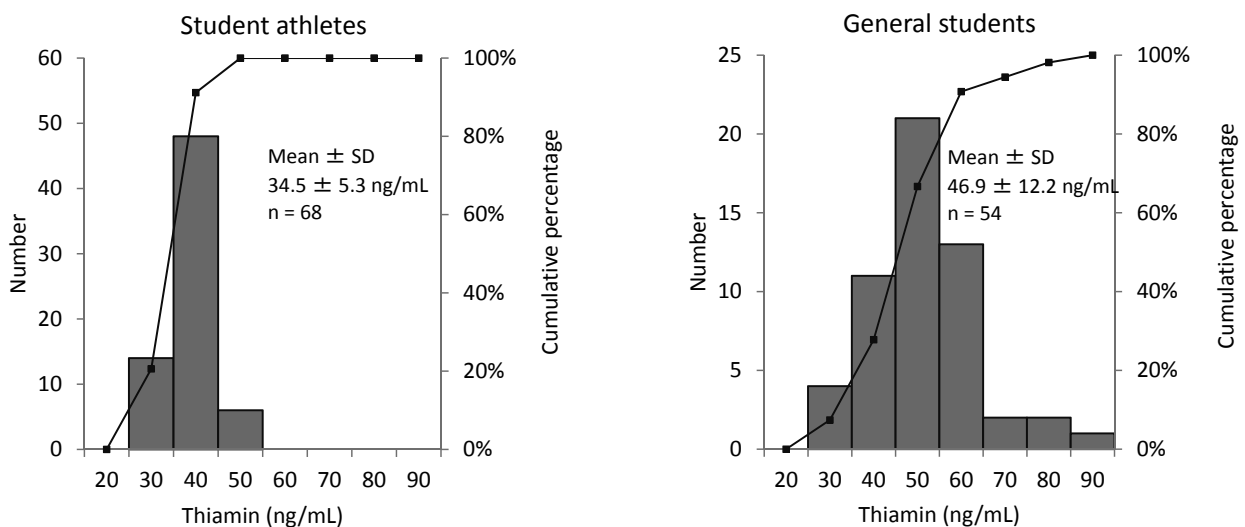 Student athletes
60
50
40
30
20
10
0
Number
100%
80%
60%
40%
20%
0%
Cumulative percentage
Mean ± SD
34.5 ± 5.3 ng/mL
n = 68
20 30 40 50 60 70 80 90
Thiamin (ng/mL)
General students
25
20
15
10
5
0
Number
100%
80%
60%
40%
20%
0%
Cumulative percentage
Mean ± SD
46.9 ± 12.2 ng/mL
n = 54
20 30 40 50 60 70 80 90
Thiamin (ng/mL)